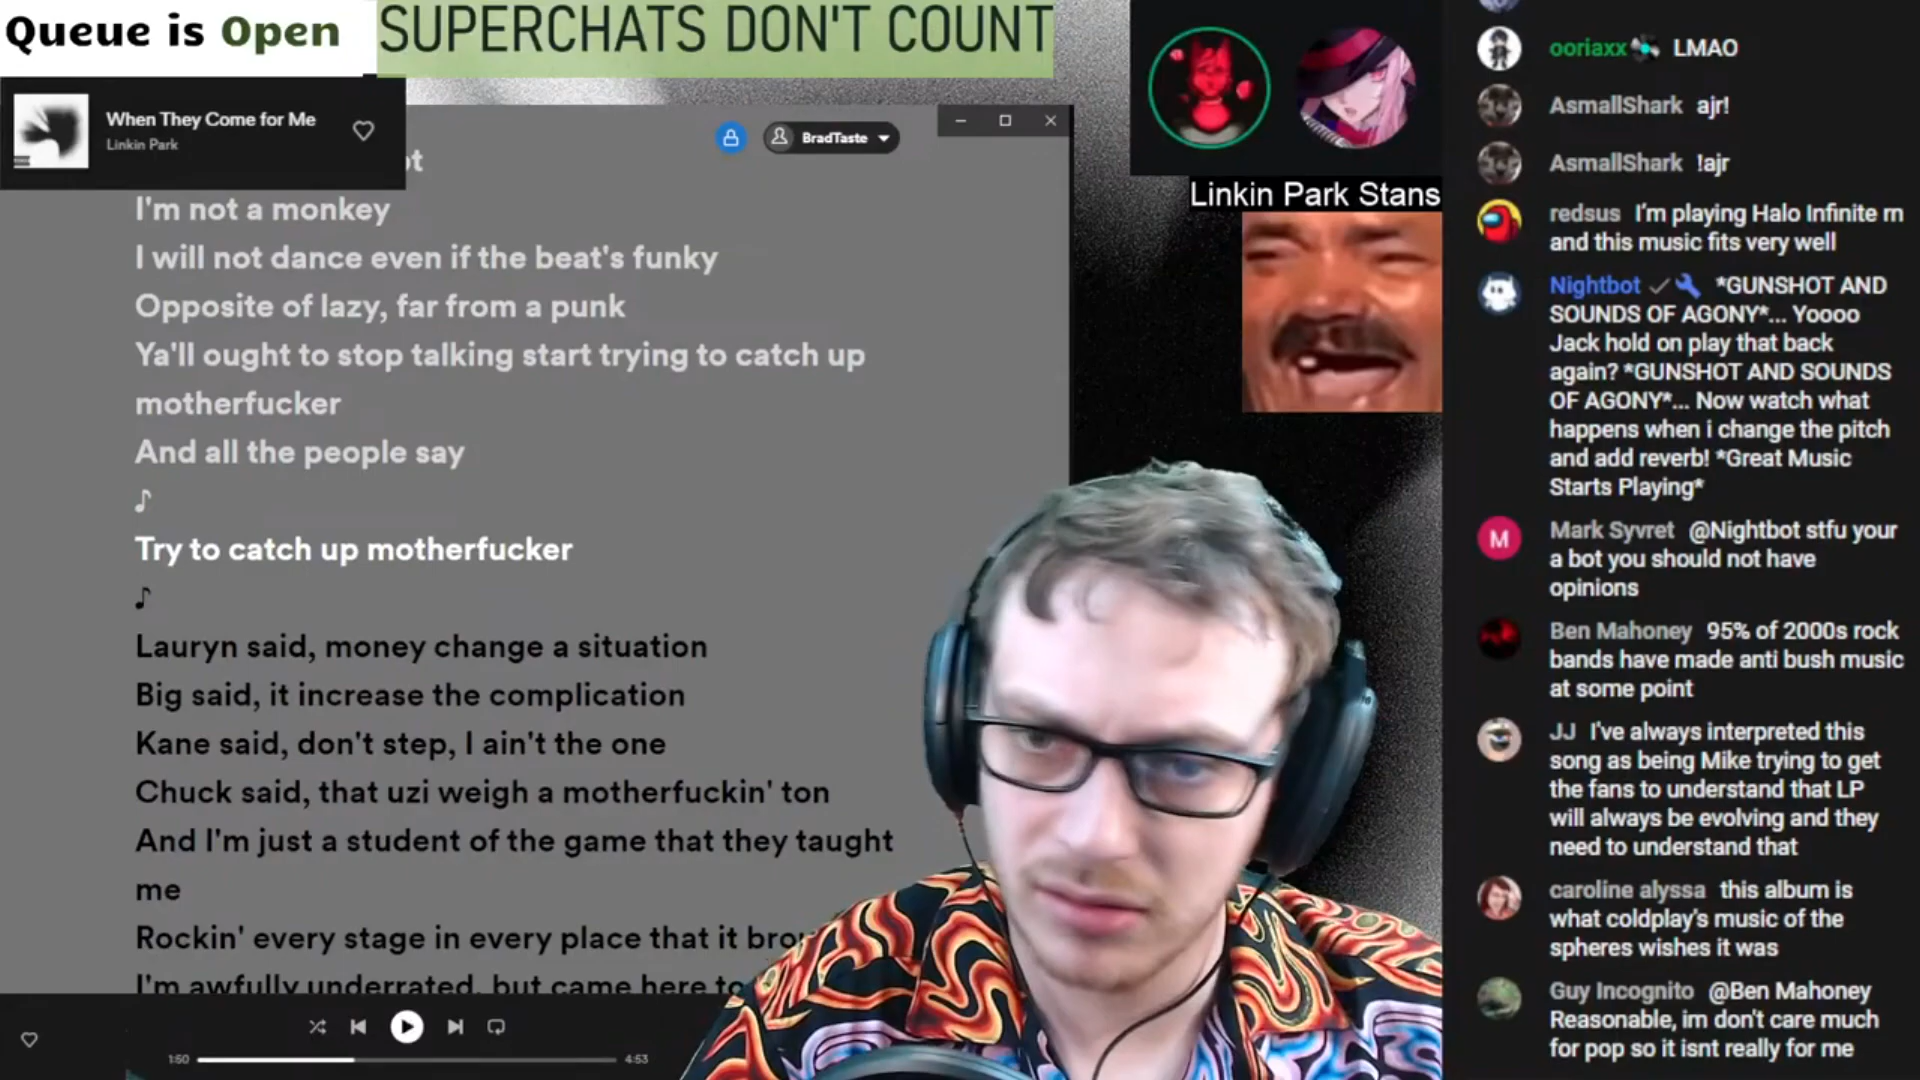 Queue is Open
SUPERCHATS DON'T COUNT
When They Come for Me
Linkin Park
BradTaste
I'm not a monkey
I will not dance even if the beat's funky
Opposite of lazy, far from a punk
Ya'll ought to stop talking start trying to catch up
motherfucker
And all the people say
♪
Try to catch up motherfucker
♪
Lauryn said, money change a situation
Big said, it increase the complication
Kane said, don't step, I ain't the one
Chuck said, that uzi weigh a motherfuckin' ton
And I'm just a student of the game that they taught
me
Rockin' every stage in every place that it
I'm awfully underrated, but came here to
1:50
4:53
Linkin Park Stans
ooriaxx LMAO
AsmallShark ajr!
AsmallShark !ajr
redsus I'm playing Halo Infinite rn
and this music fits very well
Nightbot *GUNSHOT AND
SOUNDS OF AGONY*... Yoooo
Jack hold on play that back
again? *GUNSHOT AND SOUNDS
OF AGONY*... Now watch what
happens when i change the pitch
and add reverb! *Great Music
Starts Playing*
M
Mark Syvret @Nightbot stfu your
a bot you should not have
opinions
Ben Mahoney 95% of 2000s rock
bands have made anti bush music
at some point
JJ I've always interpreted this
song as being Mike trying to get
the fans to understand that LP
will always be evolving and they
need to understand that
caroline alyssa this album is
what coldplay's music of the
spheres wishes it was
Guy Incognito @Ben Mahoney
Reasonable, im don't care much
for pop so it isnt really for me